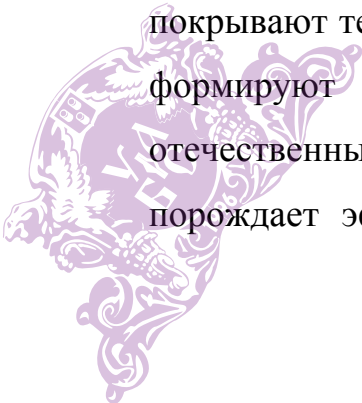 покрывают те
формируют
отечественны
порождает эс